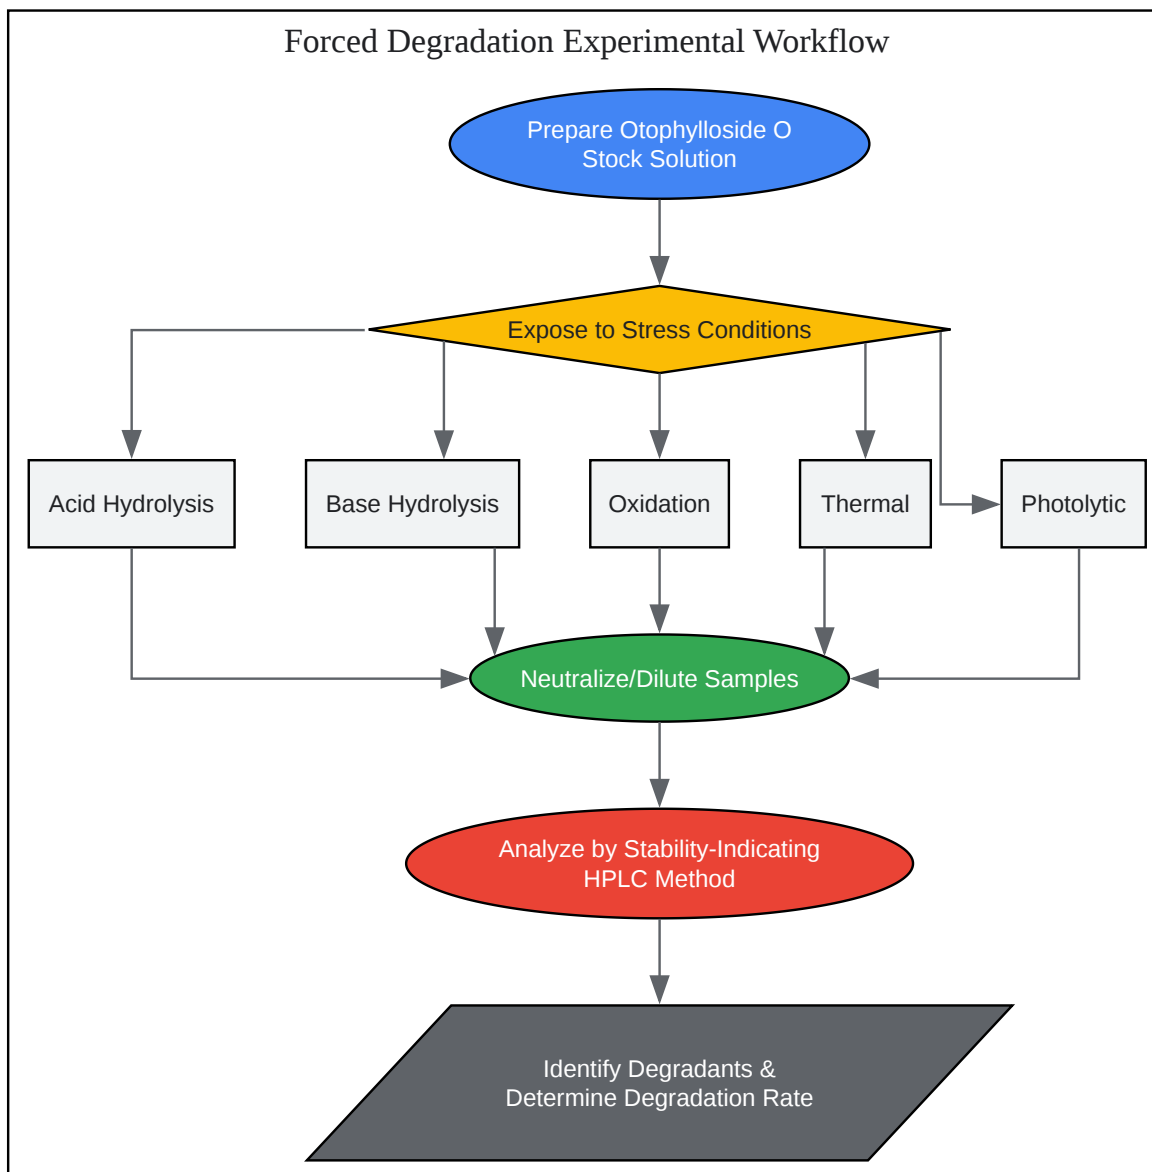 Forced Degradation Experimental Workflow
Prepare Otophylloside O
Stock Solution
Expose to Stress Conditions
Acid Hydrolysis
Base Hydrolysis
Oxidation
Thermal
Photolytic
Neutralize/Dilute Samples
Analyze by Stability-Indicating
HPLC Method
Identify Degradants &
Determine Degradation Rate